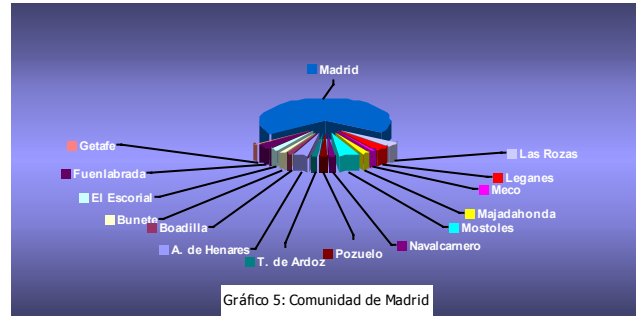 Madrid
Getafe
Las Rozas
Fuenlabrada
Leganes
Meco
El Escorial
Majadahonda
Bunete
Boadilla
Mostoles
A. de Henares
Navalcarnero
T. de Ardoz
Pozuelo
Gráfico 5: Comunidad de Madrid